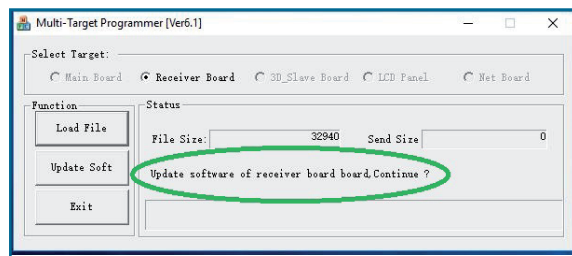 Multi-Target Programmer [Ver6.1]
Select Target:
Main Board Receiver Board 3D_Slave Board LCD Panel Net Board
Function
Status
Load File
File Size: 32940 Send Size 0
Update Soft
Update software of receiver board board,Continue ?
Exit